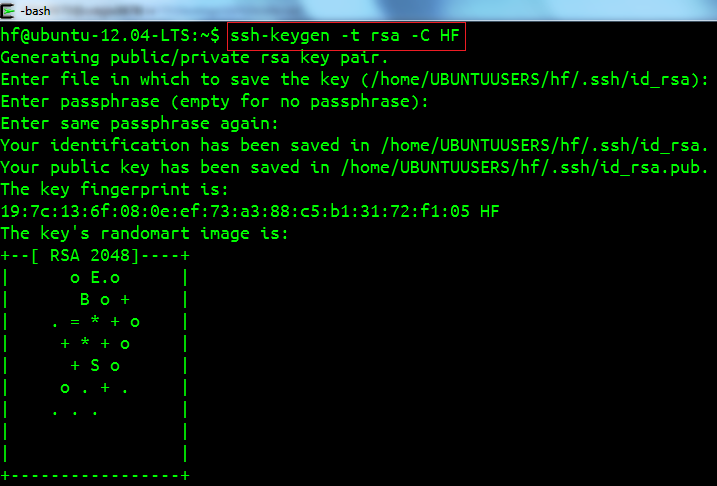 -bash
hf@ubuntu-12.04-LTS:~$ ssh-keygen -t rsa -C HF
Generating public/private rsa key pair.
Enter file in which to save the key (/home/UBUNTUUSERS/hf/.ssh/id_rsa):
Enter passphrase (empty for no passphrase):
Enter same passphrase again:
Your identification has been saved in /home/UBUNTUUSERS/hf/.ssh/id_rsa.
Your public key has been saved in /home/UBUNTUUSERS/hf/.ssh/id_rsa.pub.
The key fingerprint is:
19:7c:13:6f:08:0e:ef:73:a3:88:c5:b1:31:72:f1:05 HF
The key's randomart image is:
+--[ RSA 2048]----+
|      o E.o      |
|       B o +     |
|    . = * + o    |
|     + * + o     |
|      + S o      |
|     o . + .     |
|    . . .        |
|                 |
|                 |
+-----------------+